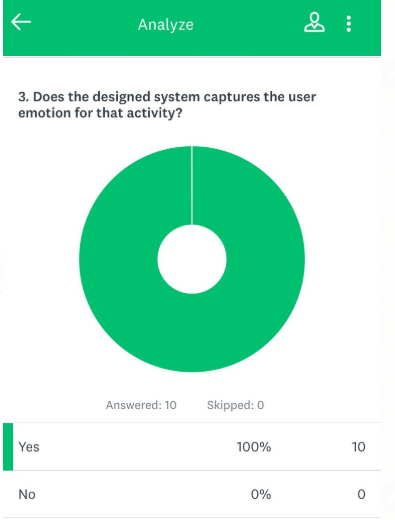 Analyze
3. Does the designed system captures the user
emotion for that activity?
Answered: 10 Skipped: 0
Yes 100% 10
No 0% 0